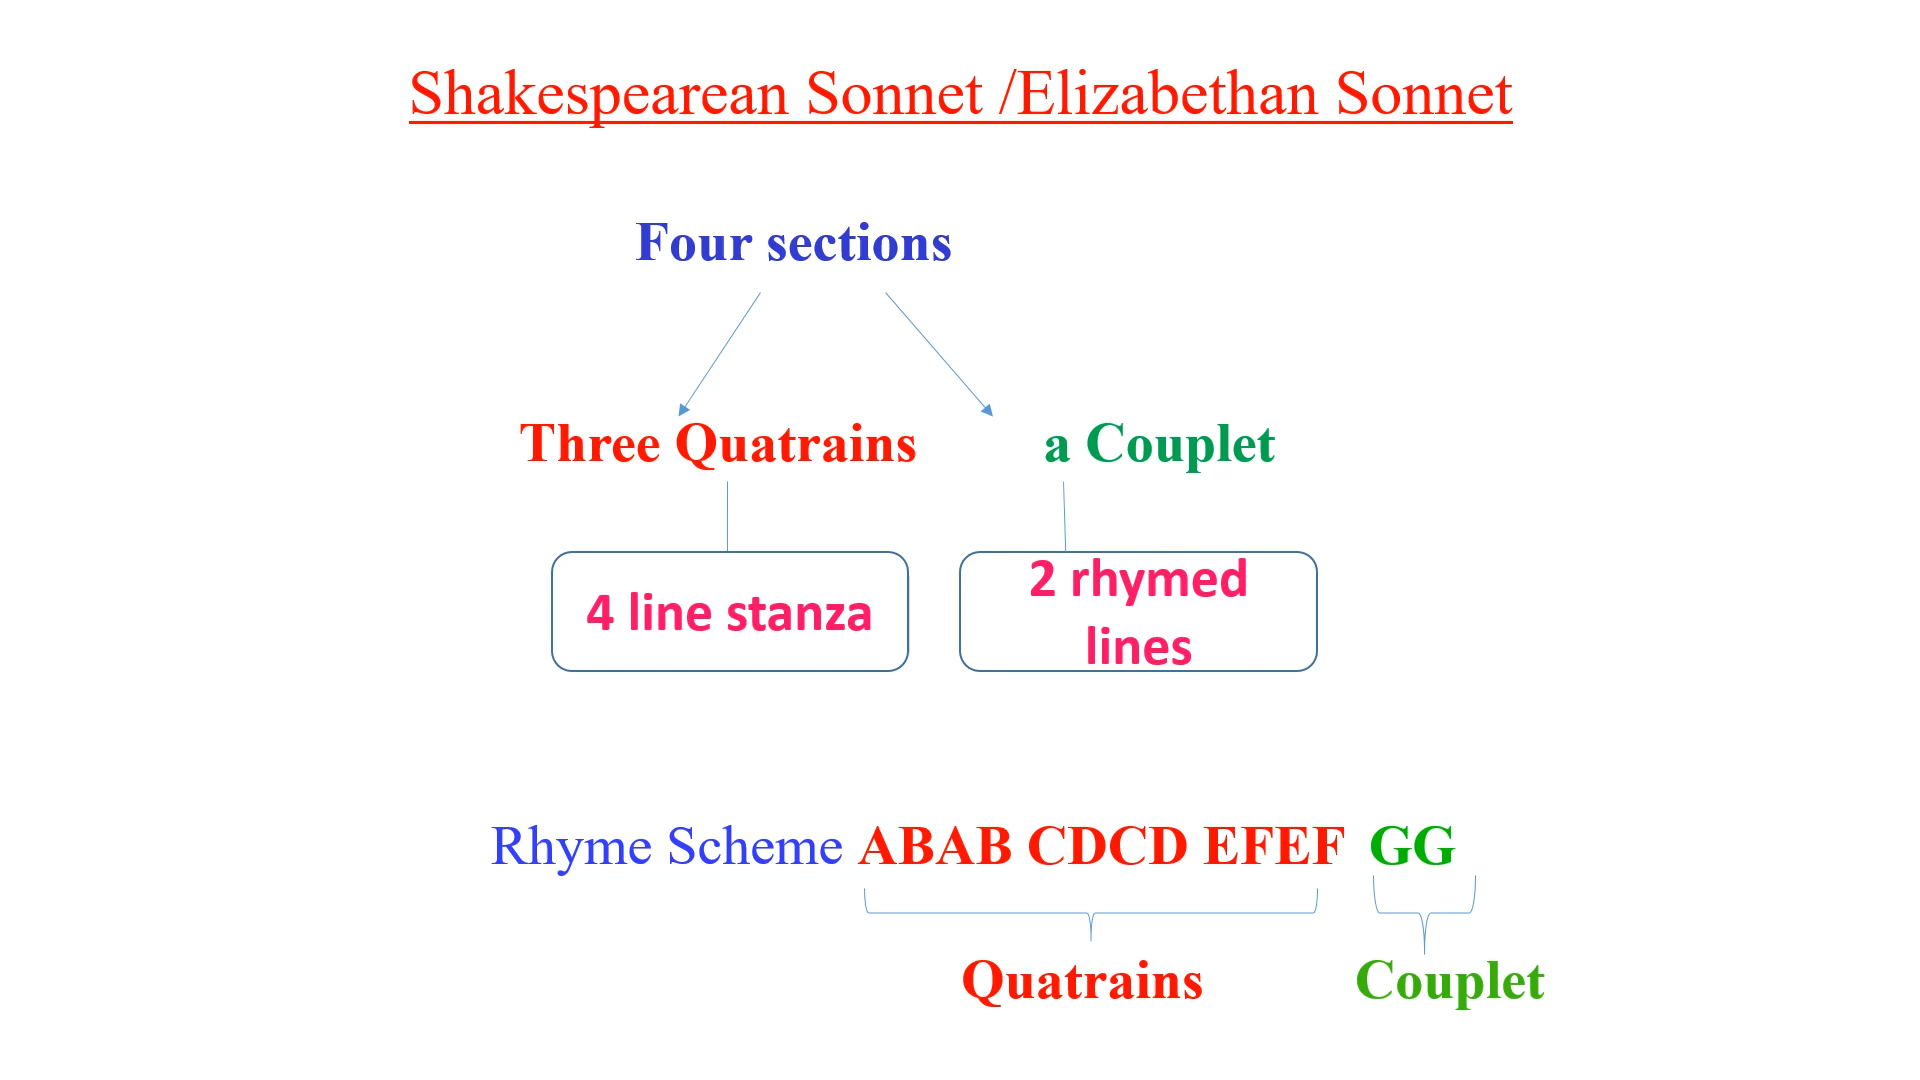 Shakespearean Sonnet /Elizabethan Sonnet
Four sections
Three Quatrains
a Couplet
4 line stanza
2 rhymed
lines
Rhyme Scheme ABAB CDCD EFEF GG
Quatrains
Couplet